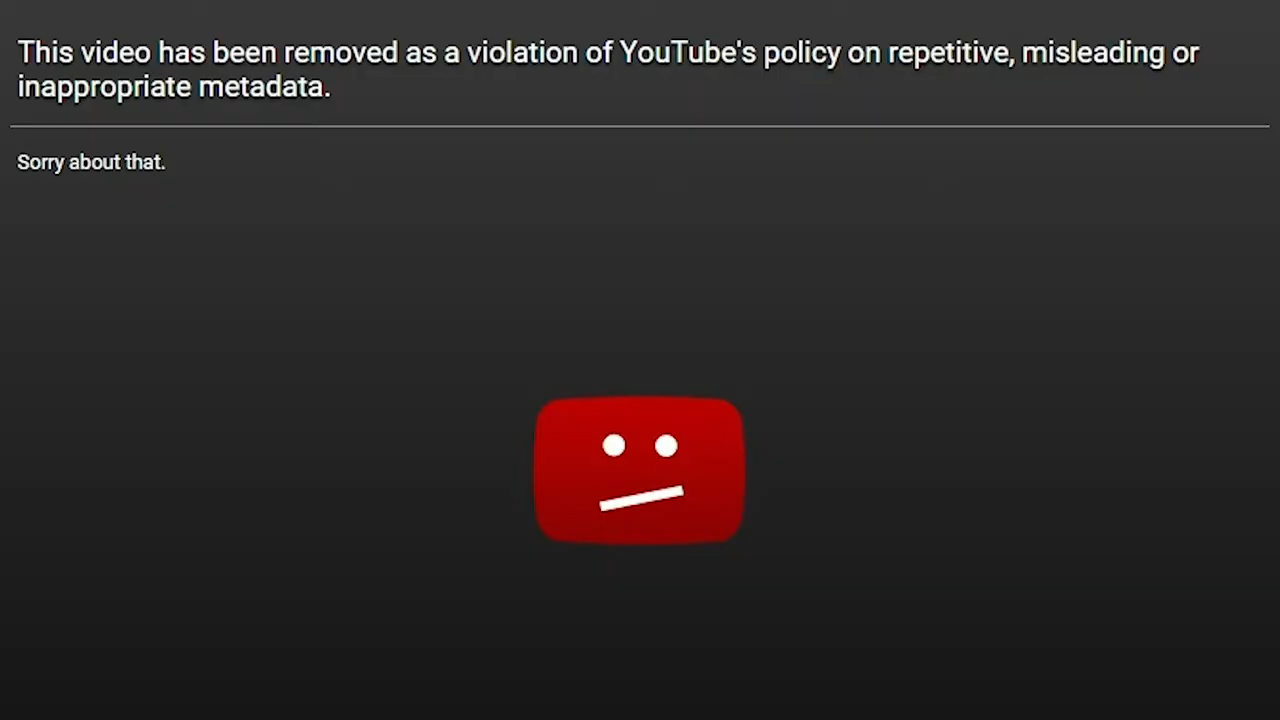 This video has been removed as a violation of YouTube's policy on repetitive, misleading or
inappropriate metadata.
Sorry about that.